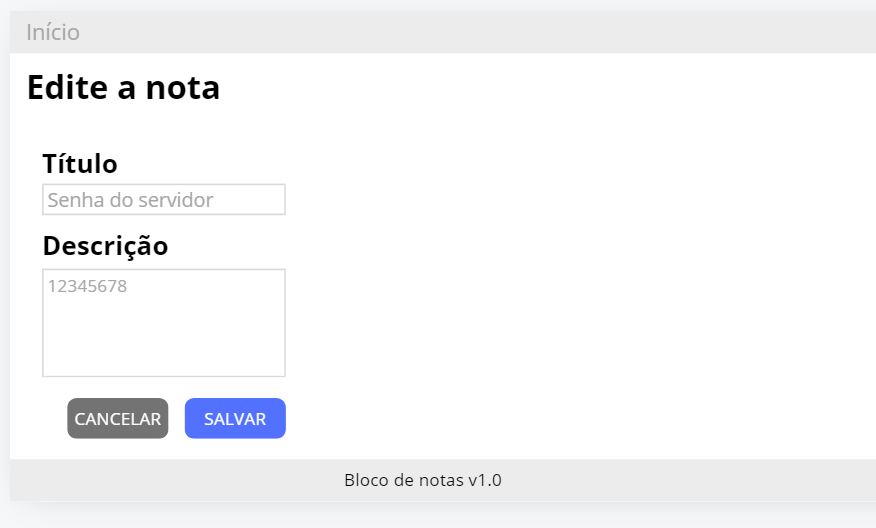 Início
Edite a nota
Título
Senha do servidor
Descrição
12345678
CANCELAR SALVAR
Bloco de notas v1.0